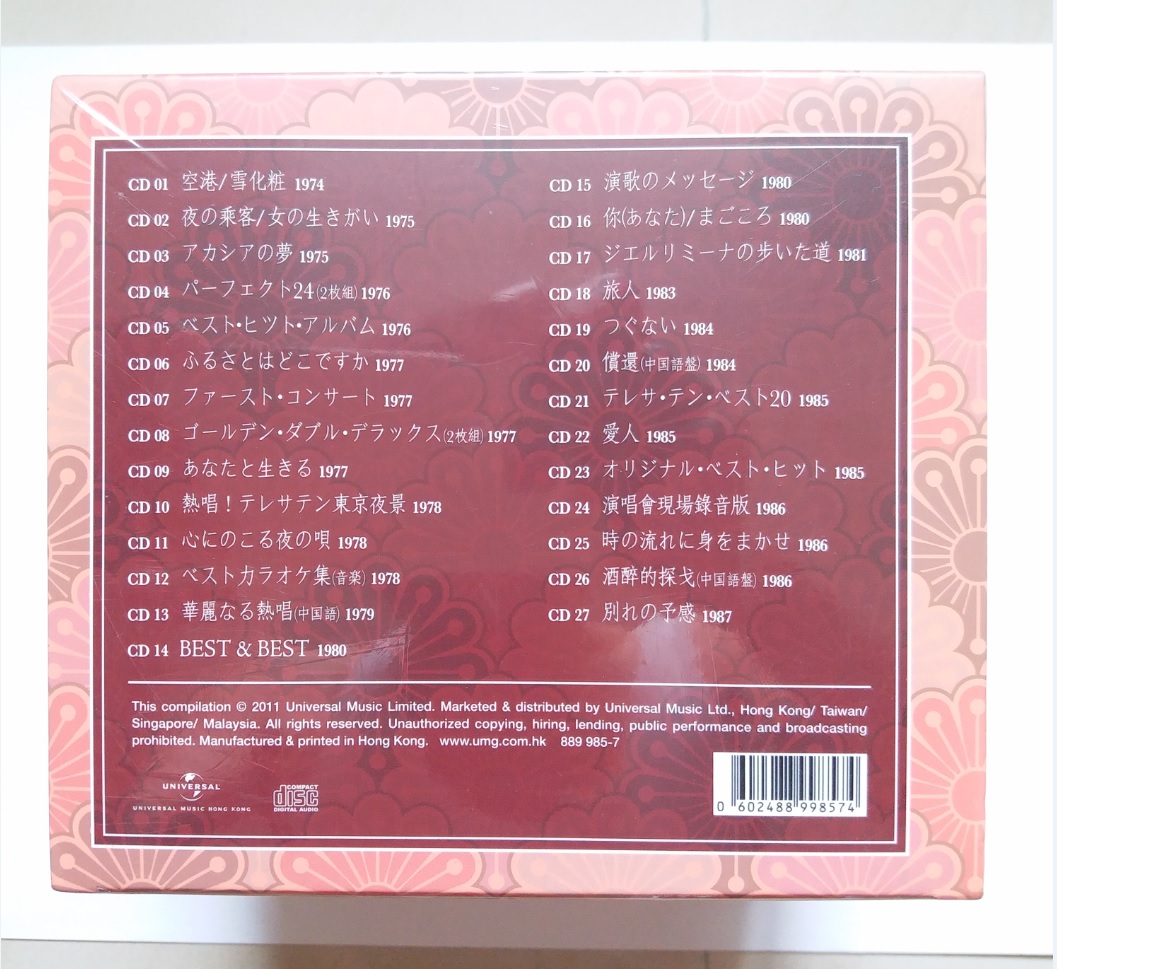 CD 01 空港/雪化粧 1974
CD 02 夜の乘客/女の生きがい 1975
CD 03 アカシアの夢 1975
CD 04 パーフェクト24(2枚組) 1976
CD 05 ベスト•ヒツト•アルバム 1976
CD 06 ふるさとはどこですか 1977
CD 07 ファースト•コンサート 1977
CD 08 ゴールデン•ダブル•デラックス(2枚組) 1977
CD 09 あなたと生きる 1977
CD 10 熱唱！テレサテン東京夜景 1978
CD 11 心にのこる夜の唄 1978
CD 12 ベストカラオケ集(音楽) 1978
CD 13 華麗なる熱唱(中国語) 1979
CD 14 BEST & BEST 1980
CD 15 演歌のメッセージ 1980
CD 16 你(あなた)/まごころ 1980
CD 17 ジエルリミーナの歩いた道 1981
CD 18 旅人 1983
CD 19 つぐない 1984
CD 20 償還(中国語盤) 1984
CD 21 テレサ•テン•ベスト20 1985
CD 22 愛人 1985
CD 23 オリジナル•ベスト•ヒット 1985
CD 24 演唱會現場錄音版 1986
CD 25 時の流れに身をまかせ 1986
CD 26 酒醉的探戈(中国語盤) 1986
CD 27 別れの予感 1987
This compilation © 2011 Universal Music Limited. Marketed & distributed by Universal Music Ltd., Hong Kong/ Taiwan/
Singapore/ Malaysia. All rights reserved. Unauthorized copying, hiring, lending, public performance and broadcasting
prohibited. Manufactured & printed in Hong Kong. www.umg.com.hk 889 985-7
UNIVERSAL
UNIVERSAL MUSIC HONG KONG
COMPACT
disc
DIGITAL AUDIO
0 602488 998574